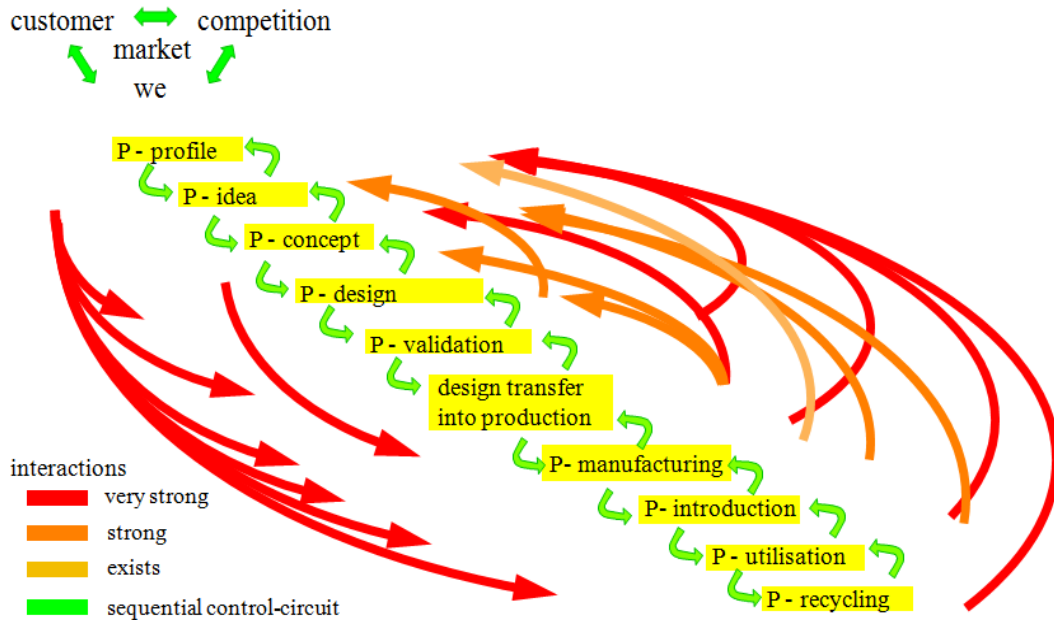 customer competition
market
we
P - profile
P - idea
P - concept
P - design
P - validation
design transfer
into production
P- manufacturing
P- introduction
P - utilisation
P - recycling
interactions
very strong
strong
exists
sequential control-circuit